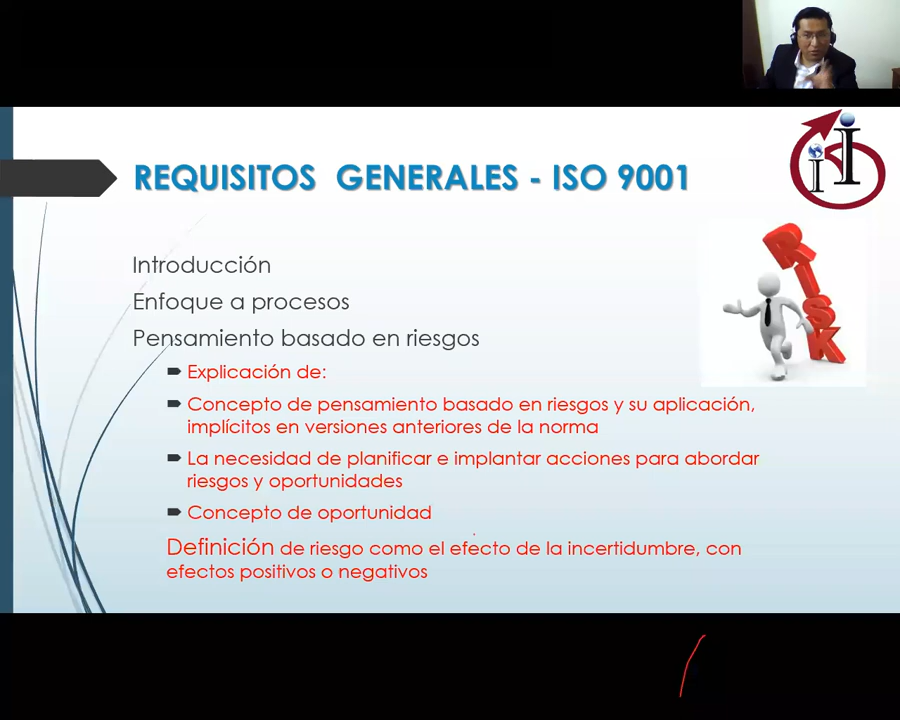 REQUISITOS GENERALES - ISO 9001
Introducción
Enfoque a procesos
Pensamiento basado en riesgos
Explicación de:
Concepto de pensamiento basado en riesgos y su aplicación,
implícitos en versiones anteriores de la norma
La necesidad de planificar e implantar acciones para abordar
riesgos y oportunidades
Concepto de oportunidad
Definición de riesgo como el efecto de la incertidumbre, con
efectos positivos o negativos
RISK